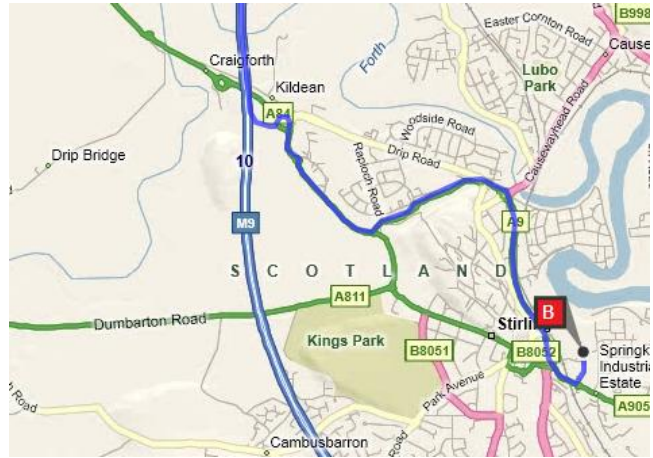 B998
Easter Cornton Road
Craigforth
Cause
Forth
Kildean
Lubo
Park
A84
Woodside Road
Causewayhead Road
Drip Road
Drip Bridge
10
Raploch Road
A9
M9
SCOTLAND
B
A811
Dumbarton Road
Stirling
Kings Park
B8051
B8052
Springk
Industria
Estate
Park Avenue
h Road
A905
Road
Cambusbarron